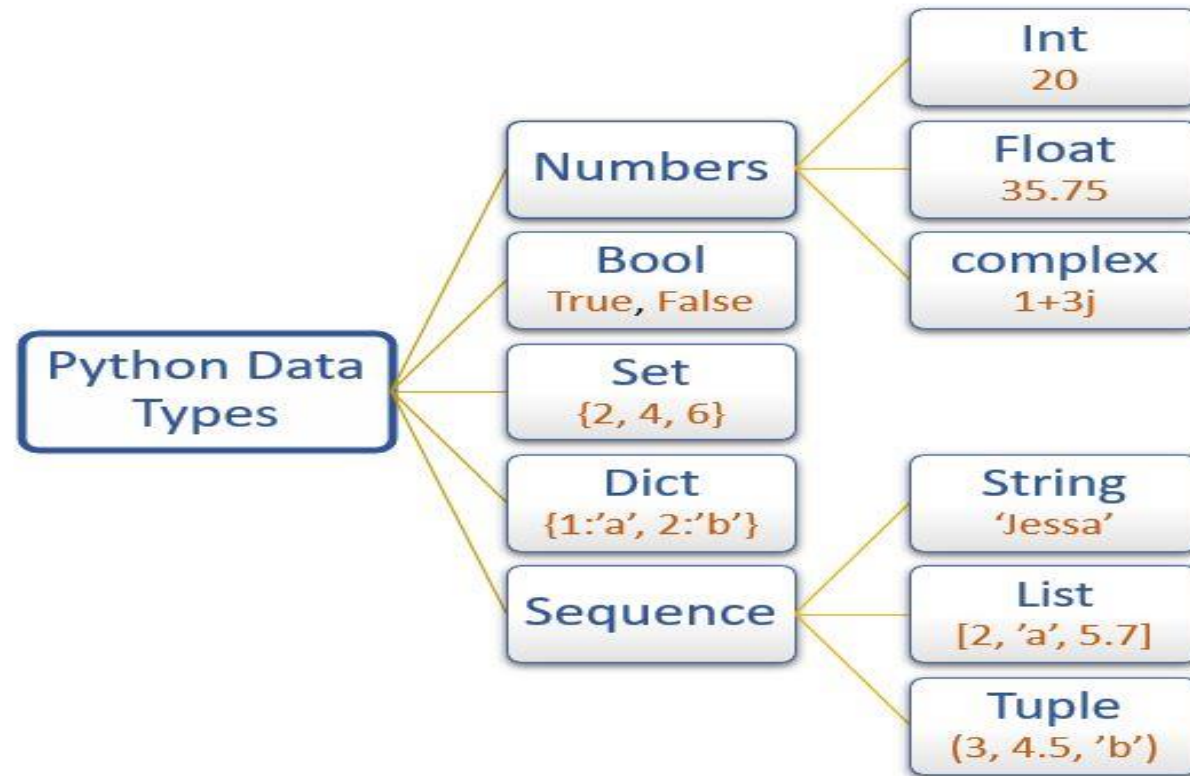 Python Data
Types
Numbers
Int
20
Float
35.75
complex
1+3j
Bool
True, False
Set
{2, 4, 6}
Dict
{1:’a’, 2:’b’}
Sequence
String
‘Jessa’
List
[2, ’a’, 5.7]
Tuple
(3, 4.5, ’b’)